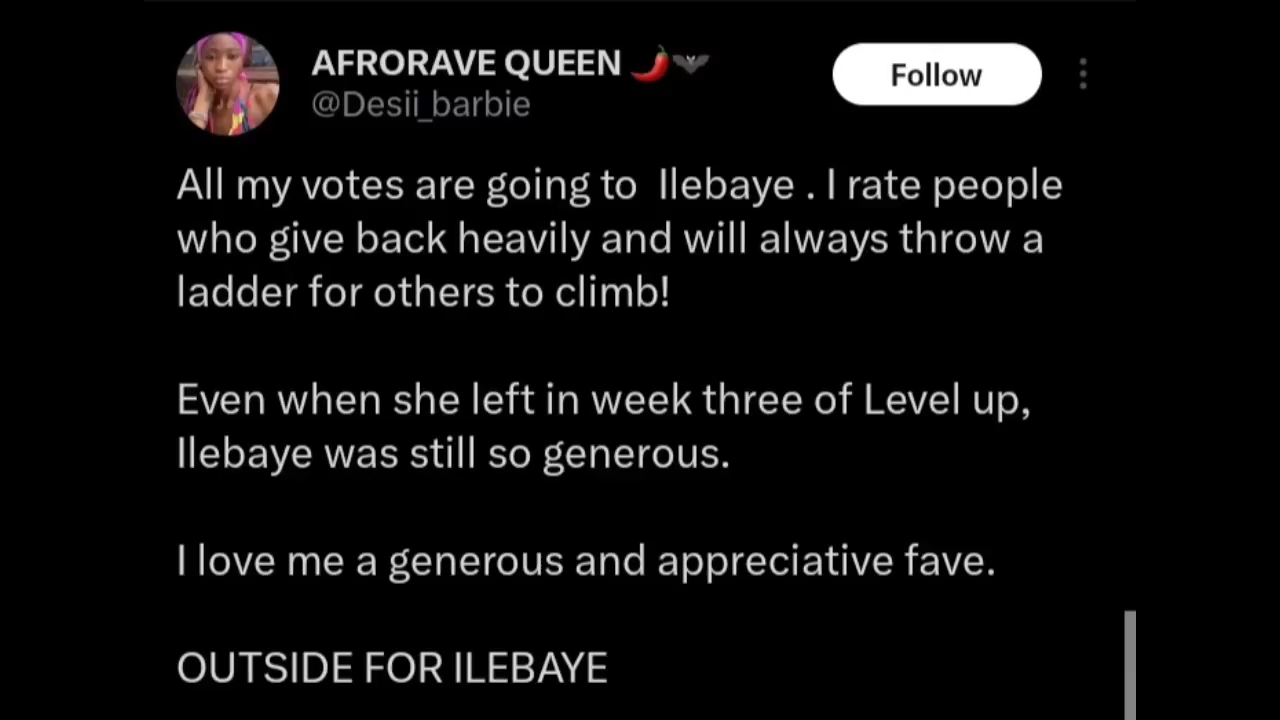 AFRORAVE QUEEN 🌶️🦇
@Desii_barbie
Follow
All my votes are going to  Ilebaye . I rate people
who give back heavily and will always throw a
ladder for others to climb!
Even when she left in week three of Level up,
Ilebaye was still so generous.
I love me a generous and appreciative fave.
OUTSIDE FOR ILEBAYE